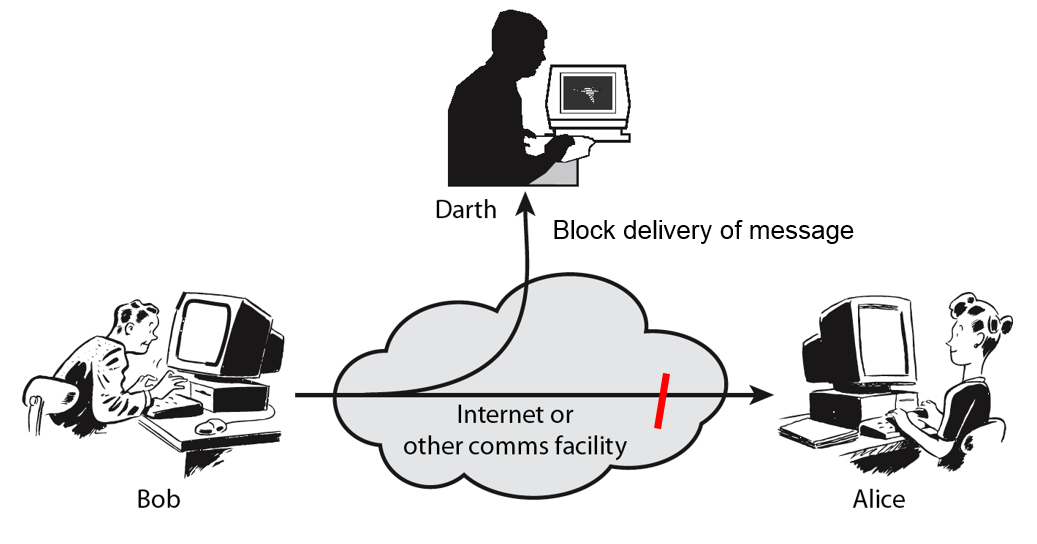 Darth
Block delivery of message
Internet or
other comms facility
Bob
Alice